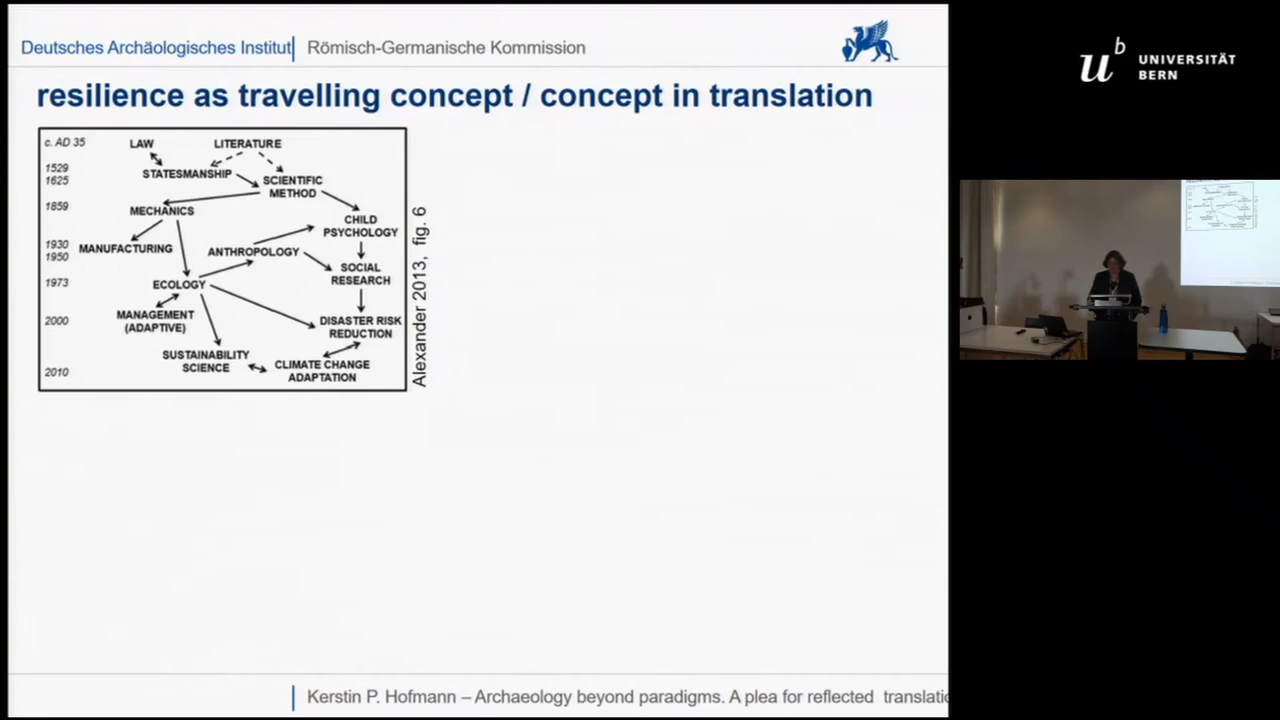 Deutsches Archäologisches Institut
Römisch-Germanische Kommission
resilience as travelling concept / concept in translation
c. AD 35
LAW
LITERATURE
1529
STATESMANSHIP
1625
SCIENTIFIC
METHOD
1859
MECHANICS
CHILD
PSYCHOLOGY
1930
MANUFACTURING
ANTHROPOLOGY
1950
SOCIAL
RESEARCH
1973
ECOLOGY
MANAGEMENT
(ADAPTIVE)
2000
DISASTER RISK
REDUCTION
SUSTAINABILITY
SCIENCE
CLIMATE CHANGE
ADAPTATION
2010
Alexander 2013, fig. 6
Kerstin P. Hofmann – Archaeology beyond paradigms. A plea for reflected translatio
u b
UNIVERSITÄT
BERN